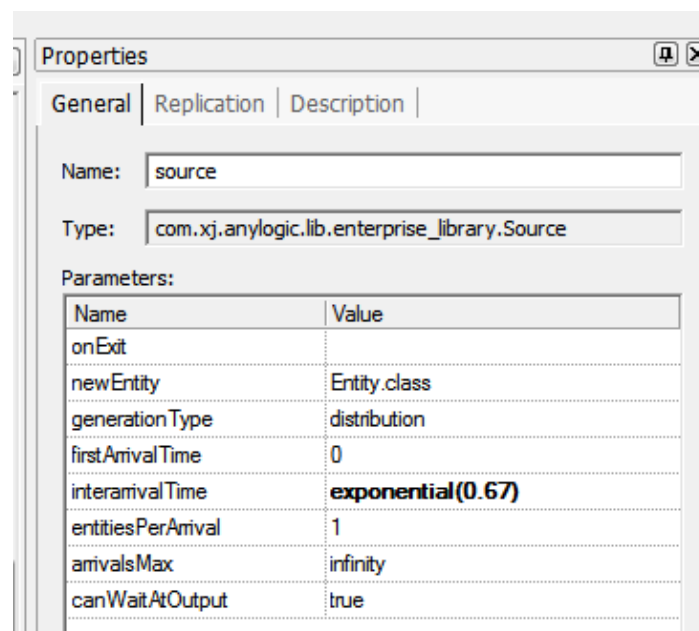 Properties
General Replication Description
Name: source
Type: com.xj.anylogic.lib.enterprise_library.Source
Parameters:
Name Value
onExit
newEntity Entity.class
generationType distribution
firstArrivalTime 0
interarrivalTime exponential(0.67)
entitiesPerArrival 1
arrivalsMax infinity
canWaitAtOutput true